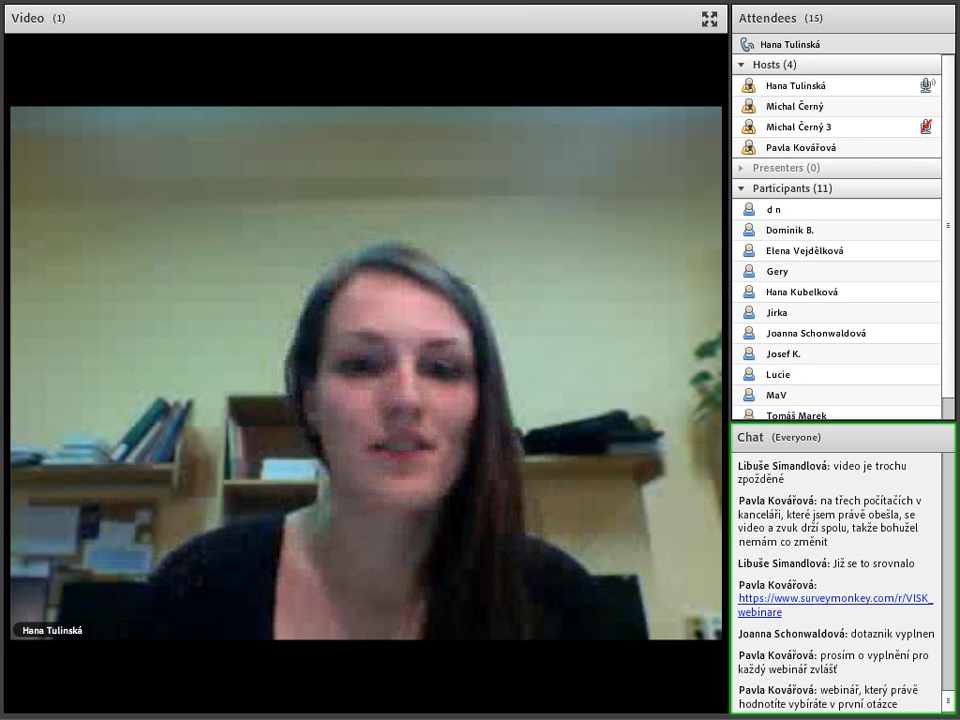 Video (1)
Hana Tulinská
Attendees (15)
Hana Tulinská
Hosts (4)
Hana Tulinská
Michal Černý
Michal Černý 3
Pavla Kovářová
Presenters (0)
Participants (11)
d n
Dominik B.
Elena Vejdělková
Gery
Hana Kubelková
Jirka
Joanna Schonwaldová
Josef K.
Lucie
MaV
Tomáš Marek
Chat (Everyone)
Libuše Simandlová: video je trochu
zpožděné
Pavla Kovářová: na třech počítačích v
kanceláři, které jsem právě obešla, se
video a zvuk drží spolu, takže bohužel
nemám co změnit
Libuše Simandlová: Již se to srovnalo
Pavla Kovářová:
https://www.surveymonkey.com/r/VISK_
webinare
Joanna Schonwaldová: dotaznik vyplnen
Pavla Kovářová: prosím o vyplnění pro
každý webinář zvlášť
Pavla Kovářová: webinář, který právě
hodnotíte vybíráte v první otázce